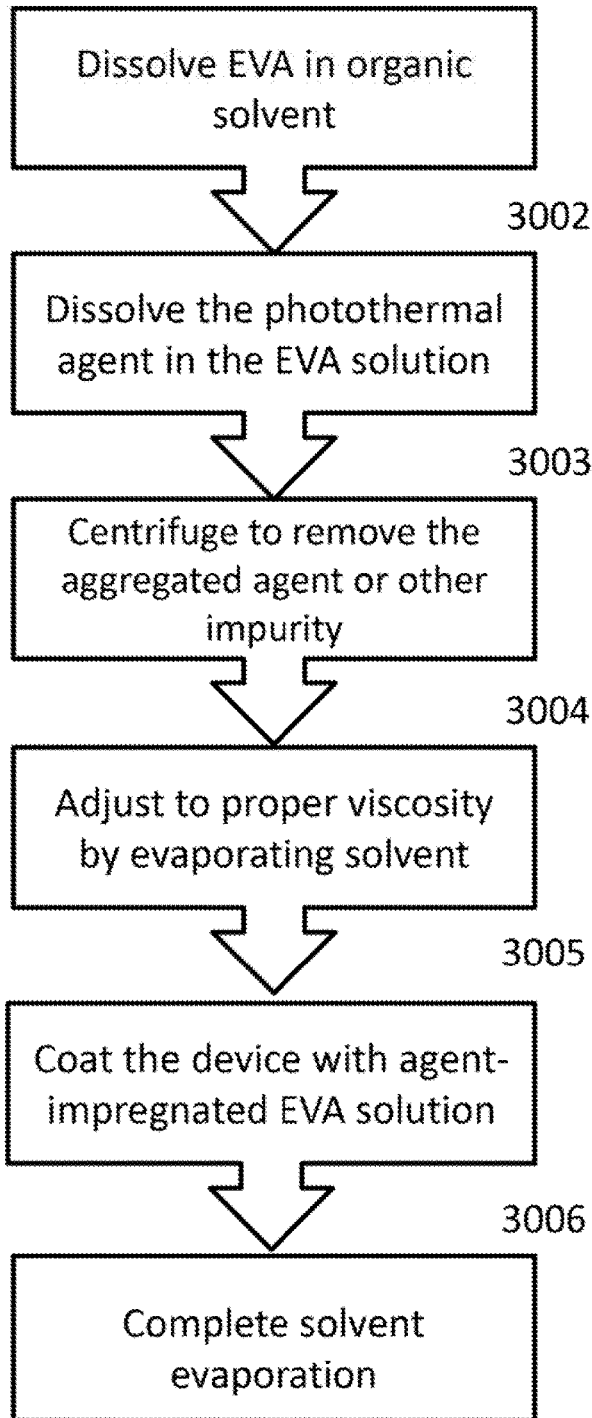 Dissolve EVA in organic
solvent
3002
Dissolve the photothermal
agent in the EVA solution
3003
Centrifuge to remove the
aggregated agent or other
impurity
3004
Adjust to proper viscosity
by evaporating solvent
3005
Coat the device with agent-
impregnated EVA solution
3006
Complete solvent
evaporation